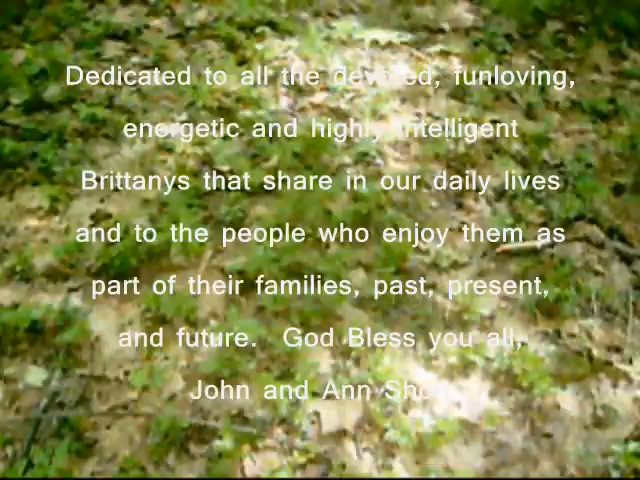 Dedicated to all the devoted, funloving,
energetic and highly intelligent
Brittanys that share in our daily lives
and to the people who enjoy them as
part of their families, past, present,
and future. God Bless you all,
John and Ann